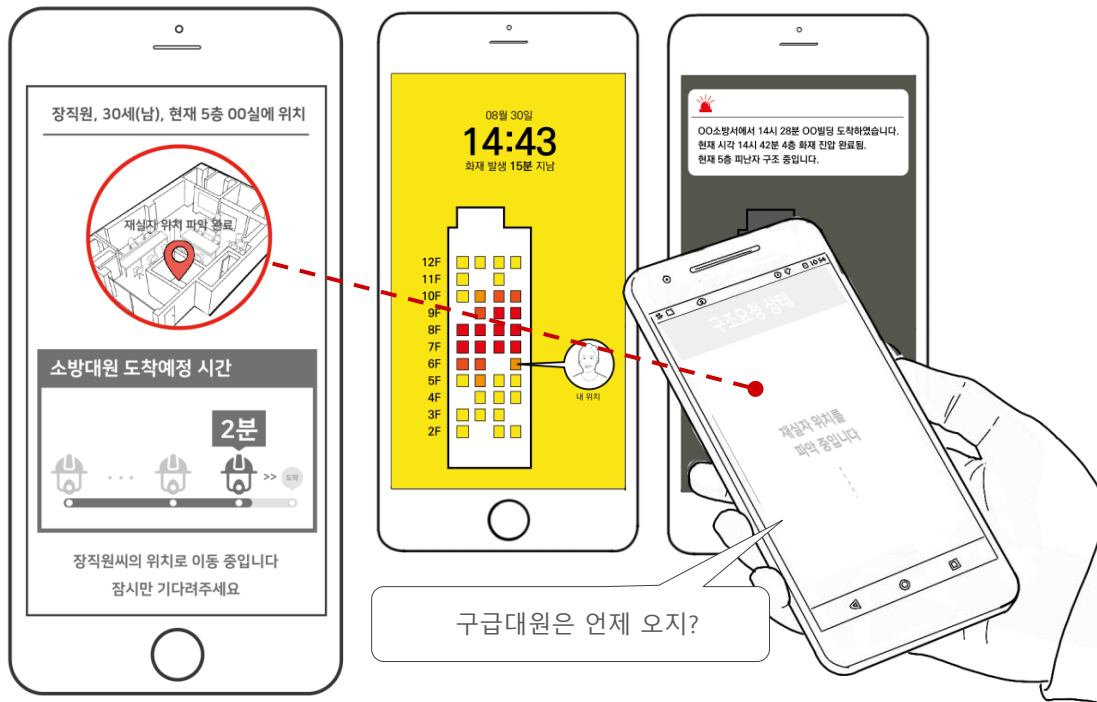 장직원, 30세(남), 현재 5층 00실에 위치
재실자 위치 파악 완료
소방대원 도착예정 시간
2분
...
>>
도착
장직원씨의 위치로 이동 중입니다
잠시만 기다려주세요
08월 30일
14:43
화재 발생 15분 지남
12F
11F
10F
9F
8F
7F
6F
5F
4F
3F
2F
내 위치
OO소방서에서 14시 28분 OO빌딩 도착하였습니다.
현재 시각 14시 42분 4층 화재 진압 완료됨.
현재 5층 피난자 구조 중입니다.
10:54
구조요청 상태
재실자 위치를
파악 중입니다
구급대원은 언제 오지?